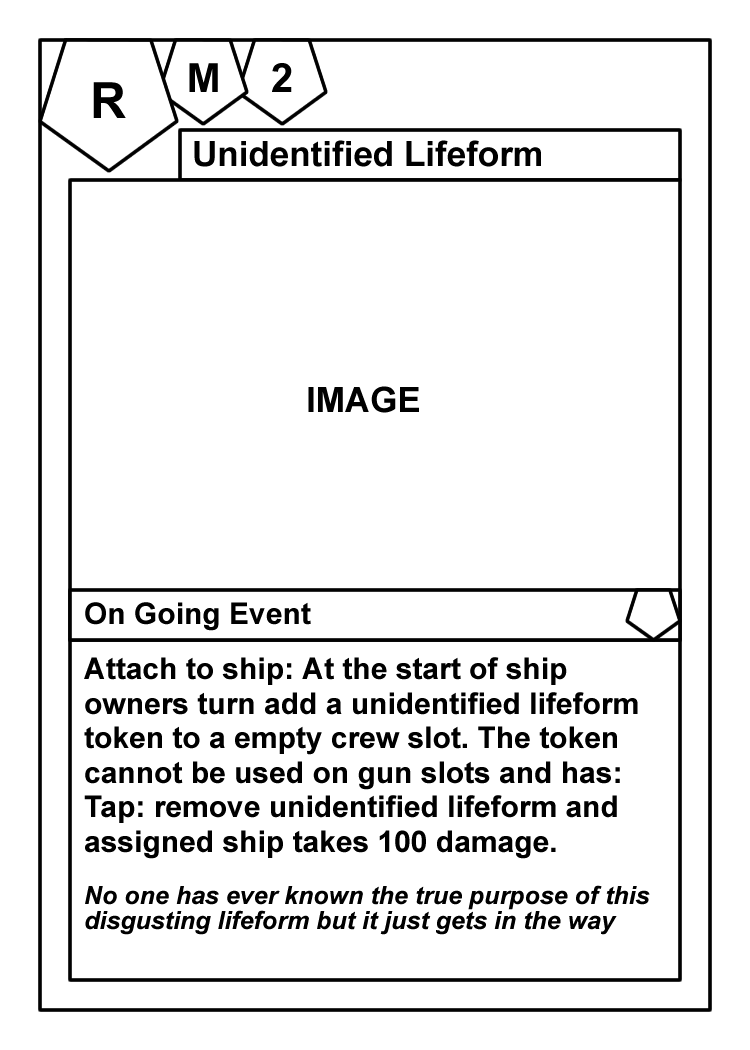 R
M
2
Unidentified Lifeform
IMAGE
On Going Event
Attach to ship: At the start of ship
owners turn add a unidentified lifeform
token to a empty crew slot. The token
cannot be used on gun slots and has:
Tap: remove unidentified lifeform and
assigned ship takes 100 damage.
No one has ever known the true purpose of this
disgusting lifeform but it just gets in the way